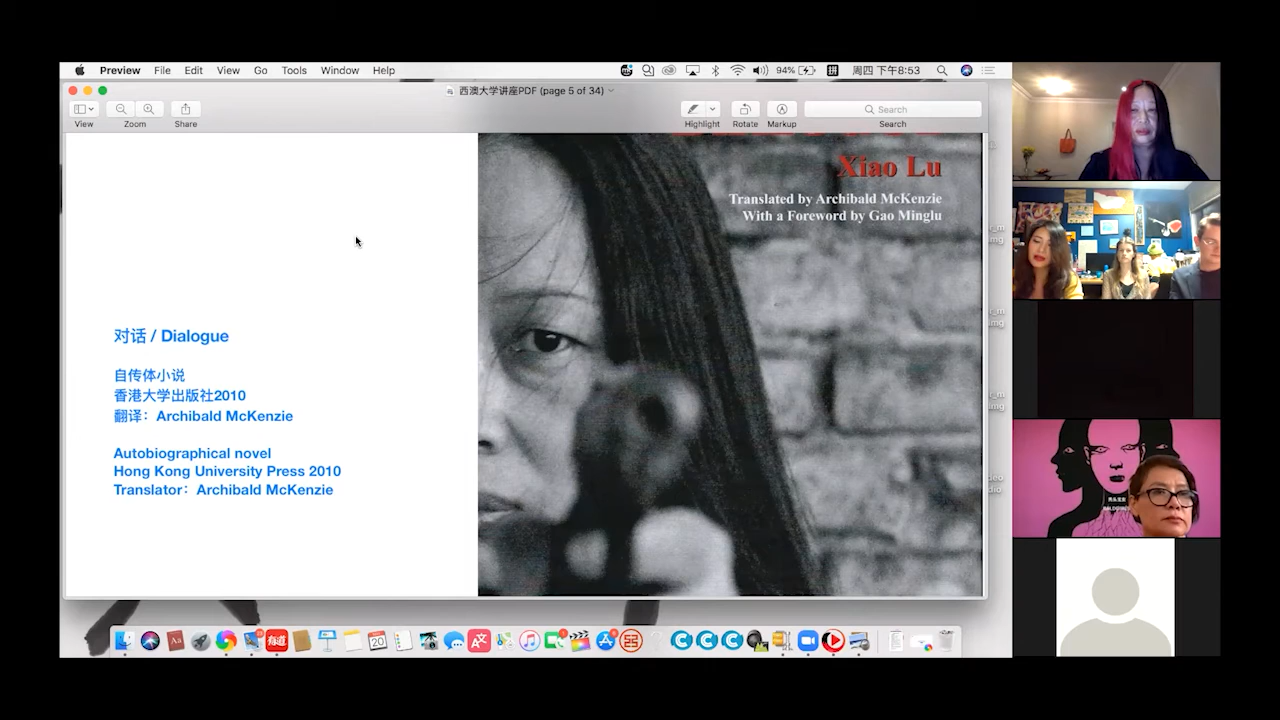 Preview File Edit View Go Tools Window Help
94%
周四 下午8:53
西澳大学讲座PDF (page 5 of 34)
Search
View Zoom Share Highlight Rotate Markup Search
Xiao Lu
Translated by Archibald McKenzie
With a Foreword by Gao Minglu
对话 / Dialogue
自传体小说
香港大学出版社2010
翻译：Archibald McKenzie
Autobiographical novel
Hong Kong University Press 2010
Translator：Archibald McKenzie
有道
20